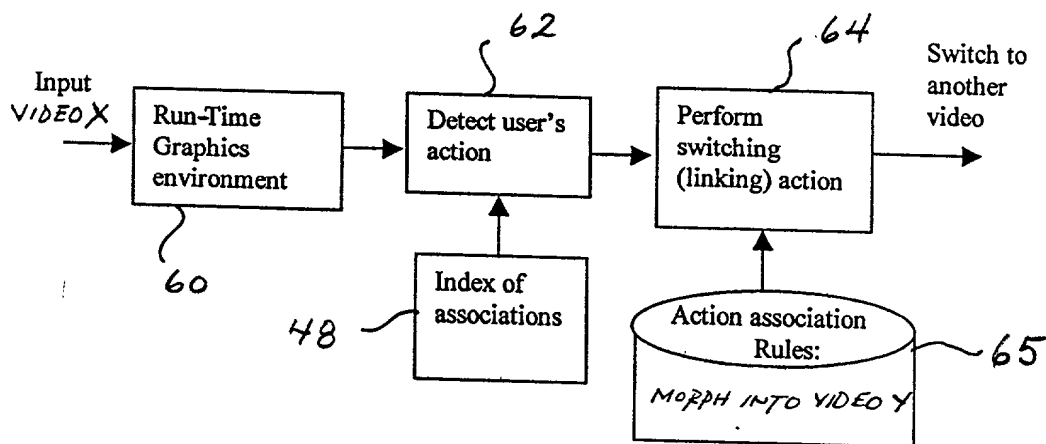 62
64
Switch to
another
video
Input
VIDEO X
Run-Time
Graphics
environment
Detect user's
action
Perform
switching
(linking) action
60
Index of
associations
48
Action association
Rules:
MORPH INTO VIDEO Y
65